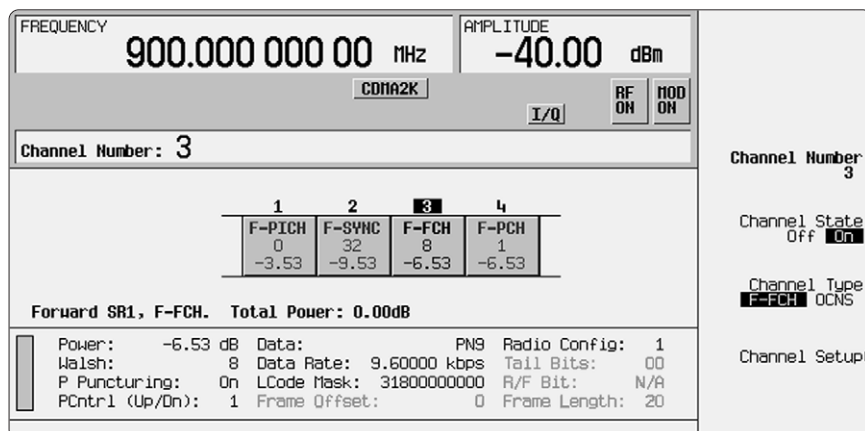 FREQUENCY AMPLITUDE
900.000 000 00 MHz -40.00 dBm
CDMA2K
I/Q RF ON MOD ON
Channel Number: 3
Channel Number
3
1 2 3 4
F-PICH F-SYNC F-FCH F-PCH
0 32 8 1
-3.53 -9.53 -6.53 -6.53
Channel State
Off On
Channel Type
F-FCH OCNS
Forward SR1, F-FCH. Total Power: 0.00dB
Power: -6.53 dB Data: PN9 Radio Config: 1
Walsh: 8 Data Rate: 9.60000 kbps Tail Bits: 00
P Puncturing: On LCode Mask: 31800000000 R/F Bit: N/A
PCntrl (Up/Dn): 1 Frame Offset: 0 Frame Length: 20
Channel Setup